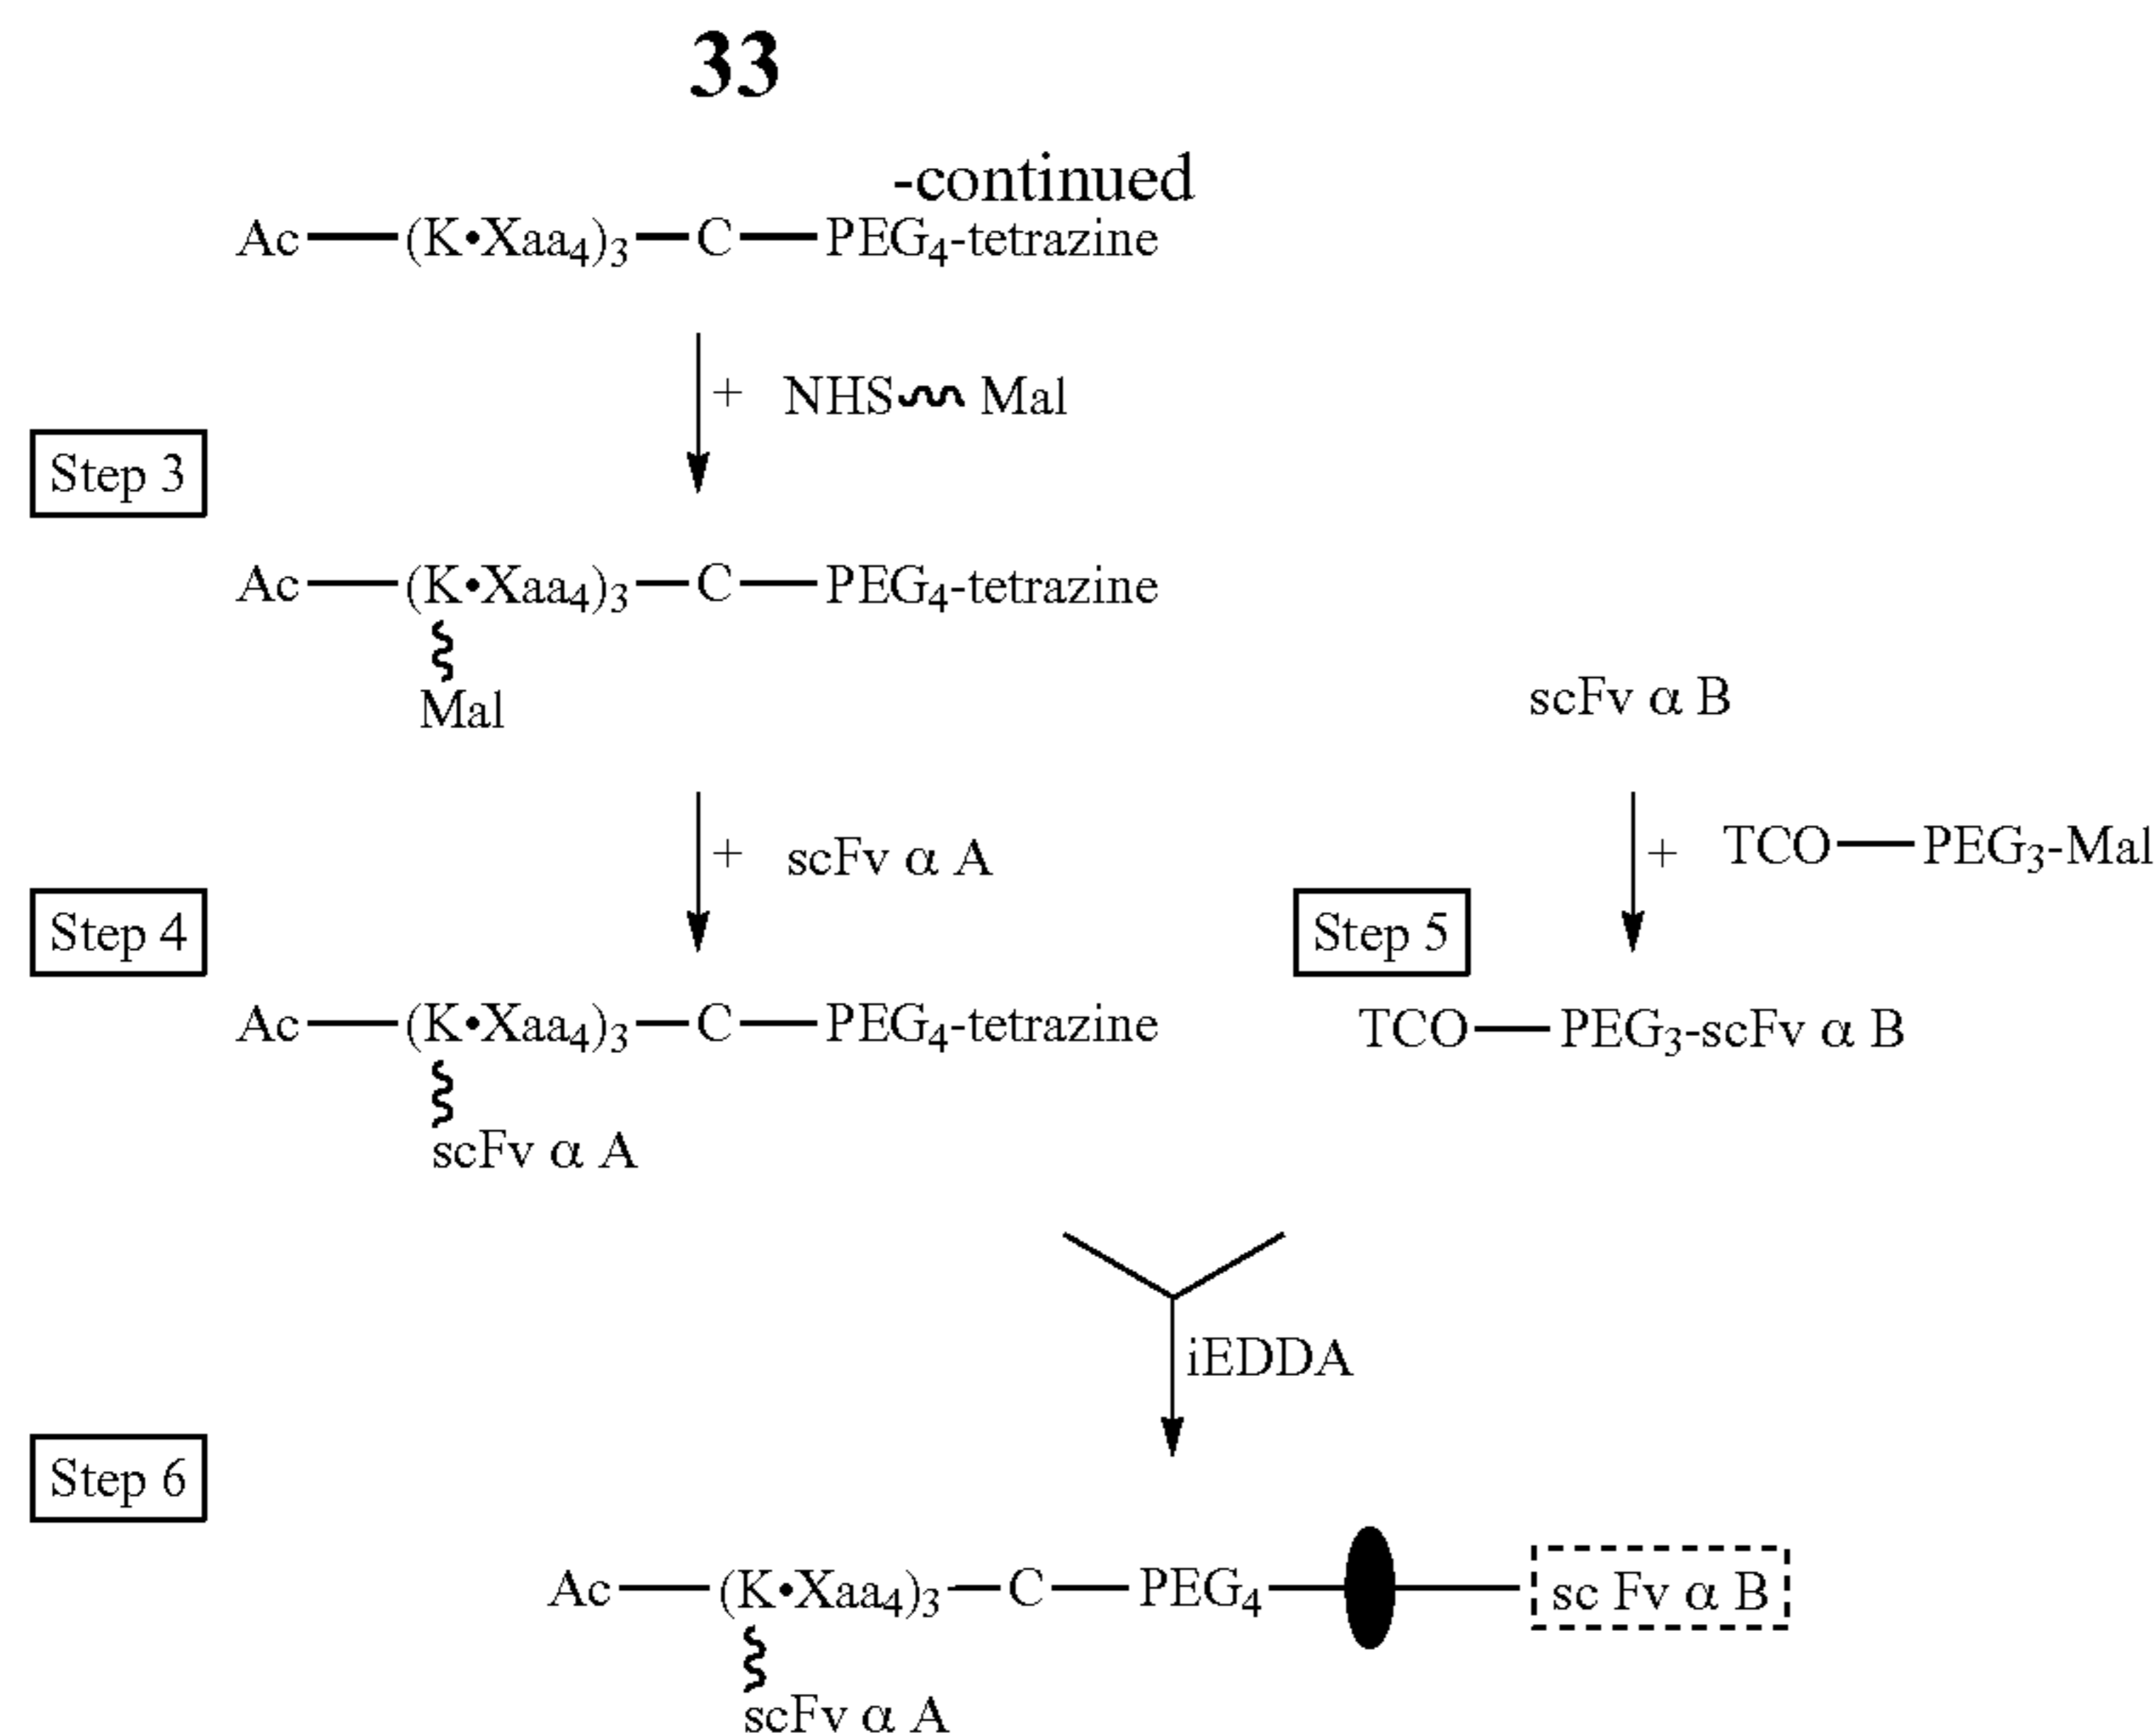 33
-continued
Ac—(K•Xaa₄)₃—C—PEG₄-tetrazine
+ NHS Mal
Step 3
Ac—(K•Xaa₄)₃—C—PEG₄-tetrazine
Mal
scFv α B
+ scFv α A
+ TCO—PEG₃-Mal
Step 4
Step 5
Ac—(K•Xaa₄)₃—C—PEG₄-tetrazine
TCO—PEG₃-scFv α B
scFv α A
iEDDA
Step 6
Ac—(K•Xaa₄)₃—C—PEG₄
sc Fv α B
scFv α A